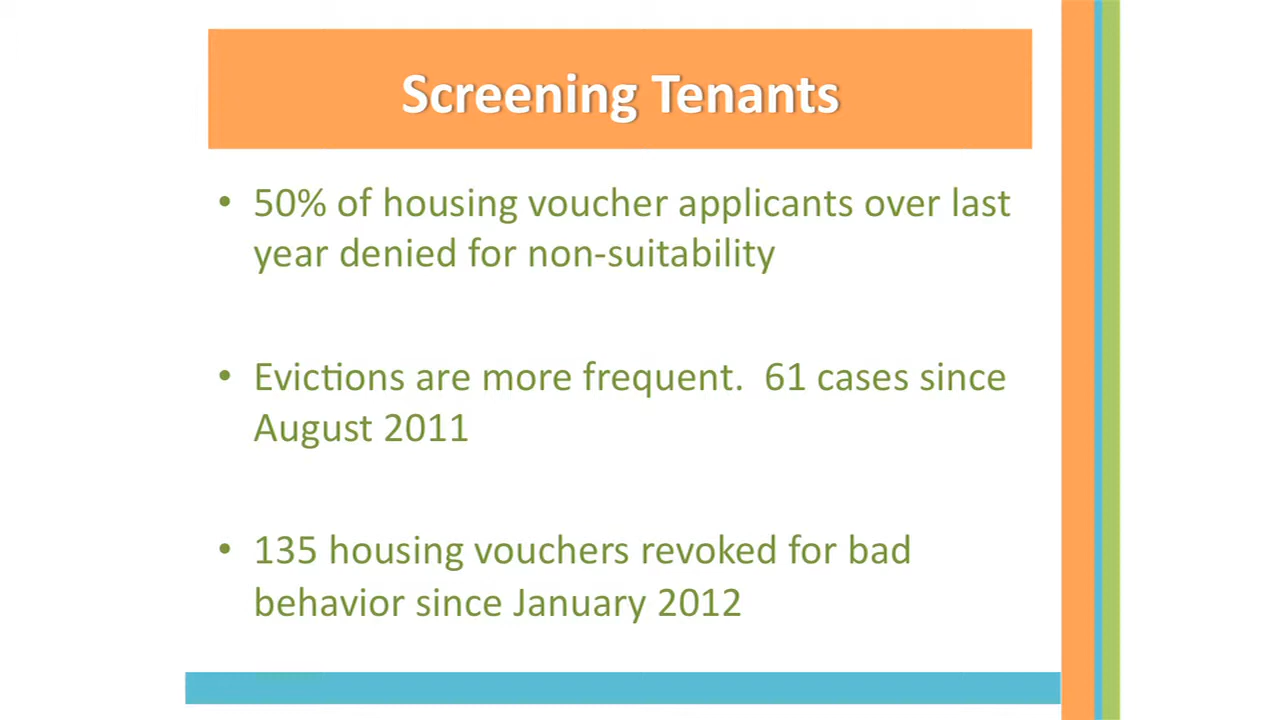 Screening Tenants
• 50% of housing voucher applicants over last
year denied for non-suitability
• Evictions are more frequent.  61 cases since
August 2011
• 135 housing vouchers revoked for bad
behavior since January 2012